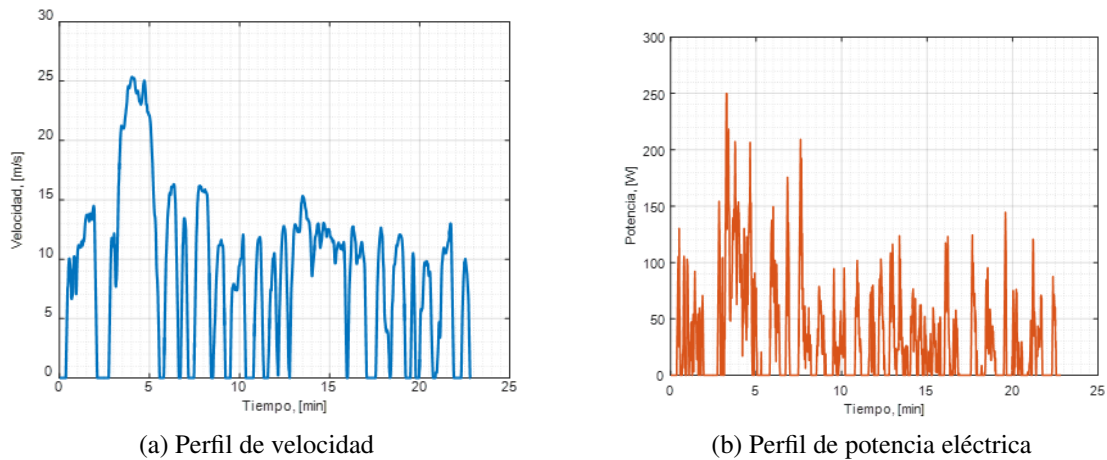 30
25
20
15
10
5
0
Velocidad, [m/s]
0 5 10 15 20 25
Tiempo, [min]
(a) Perfil de velocidad
300
250
200
150
100
50
0
Potencia, [W]
0 5 10 15 20 25
Tiempo, [min]
(b) Perfil de potencia eléctrica